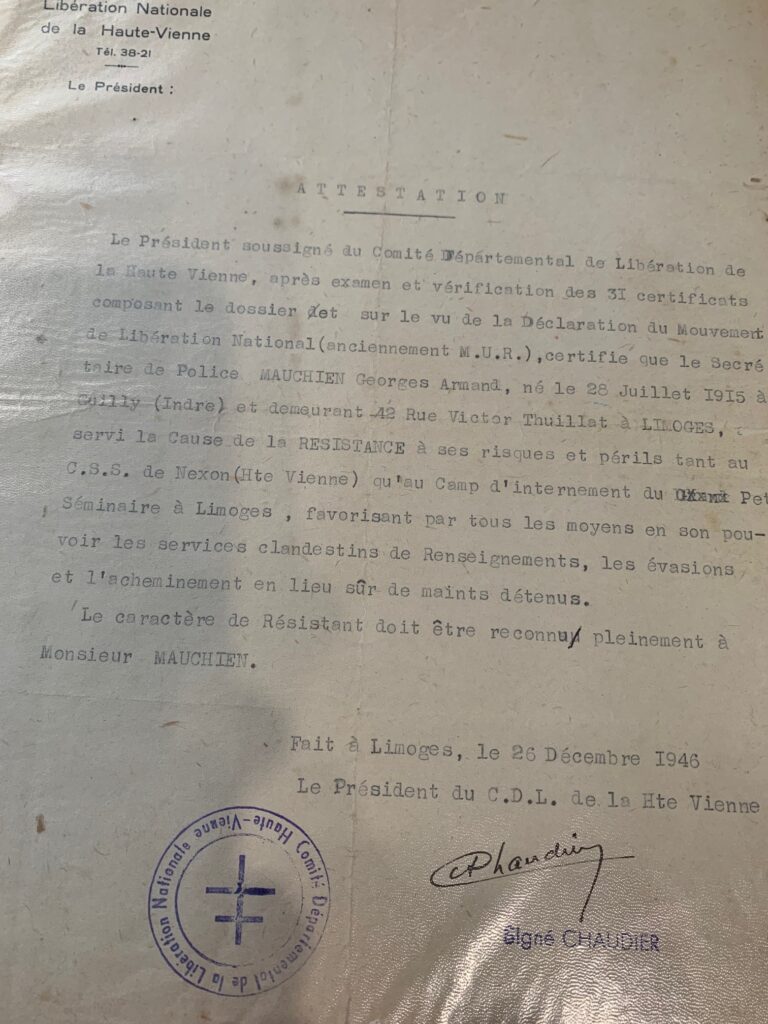 Libération Nationale
de la Haute-Vienne
Tél. 38-21
Le Président :
ATTESTATION
Le Président soussigné du Comité Départemental de Libération de
la Haute Vienne, après examen et vérification des 3I certificats
composant le dossier et sur le vu de la Déclaration du Mouvement
de Libération National(anciennement M.U.R.),certifie que le Secré
taire de Police MAUCHIEN Georges Armand, né le 28 Juillet I9I5 à
(Indre) et demeurant 42 Rue Victor Thuillat à LIMOGES,
servi la Cause de la RESISTANCE à ses risques et périls tant au
C.S.S. de Nexon(Hte Vienne) qu'au Camp d'internement du Pet
Séminaire à Limoges , favorisant par tous les moyens en son pou-
voir les services clandestins de Renseignements, les évasions
et l'acheminement en lieu sûr de maints détenus.
Le caractère de Résistant doit être reconnu pleinement à
Monsieur MAUCHIEN.
Fait à Limoges, le 26 Décembre I946
Le Président du C.D.L. de la Hte Vienne
Chaudier
Signé CHAUDIER
Comité Départemental de la Libération Nationale Haute-Vienne